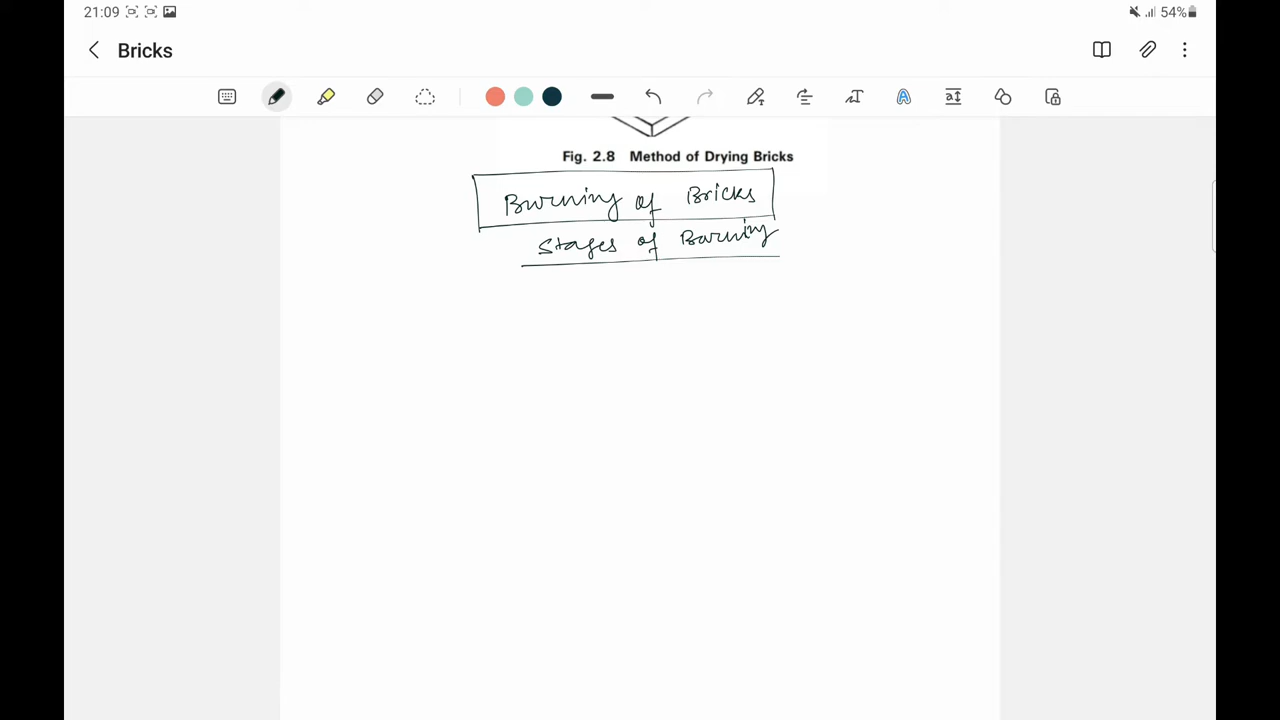 21:09 54%
Bricks
Fig. 2.8 Method of Drying Bricks
Burning of Bricks
Stages of Burning